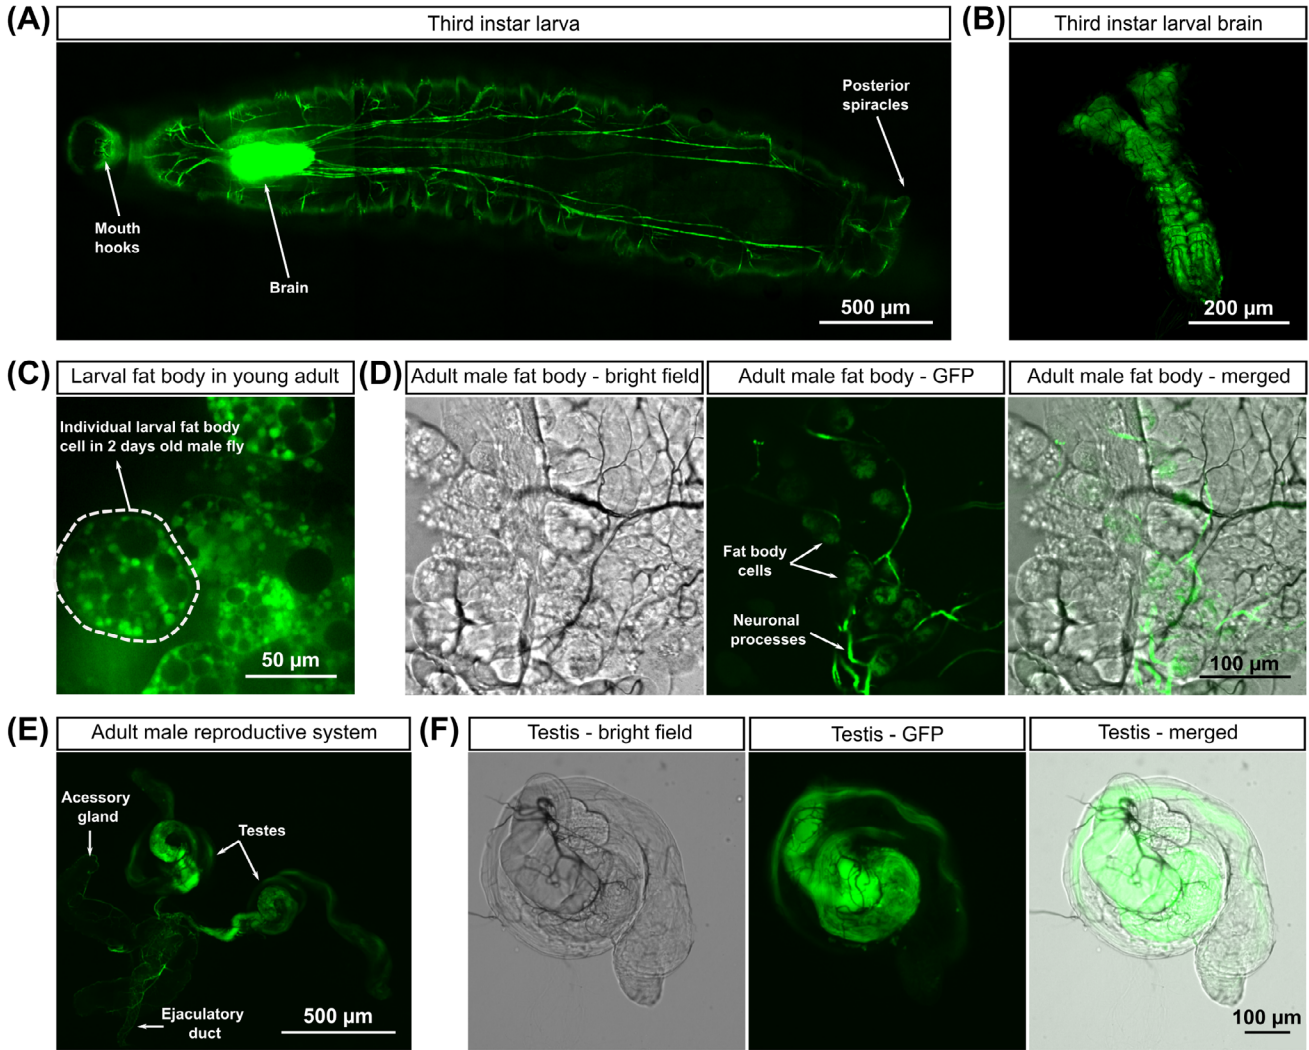 (A)
Third instar larva
Posterior
spiracles
Mouth
hooks
Brain
500 µm
(B)
Third instar larval brain
200 µm
(C)
Larval fat body in young adult
Individual larval fat body
cell in 2 days old male fly
50 µm
(D)
Adult male fat body - bright field
Adult male fat body - GFP
Fat body
cells
Neuronal
processes
Adult male fat body - merged
100 µm
(E)
Adult male reproductive system
Acessory
gland
Testes
Ejaculatory
duct
500 µm
(F)
Testis - bright field
Testis - GFP
Testis - merged
100 µm